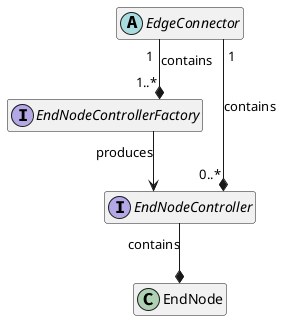 A EdgeConnector
1
1
contains
1..*
contains
I EndNodeControllerFactory
produces
0..*
I EndNodeController
contains
C EndNode